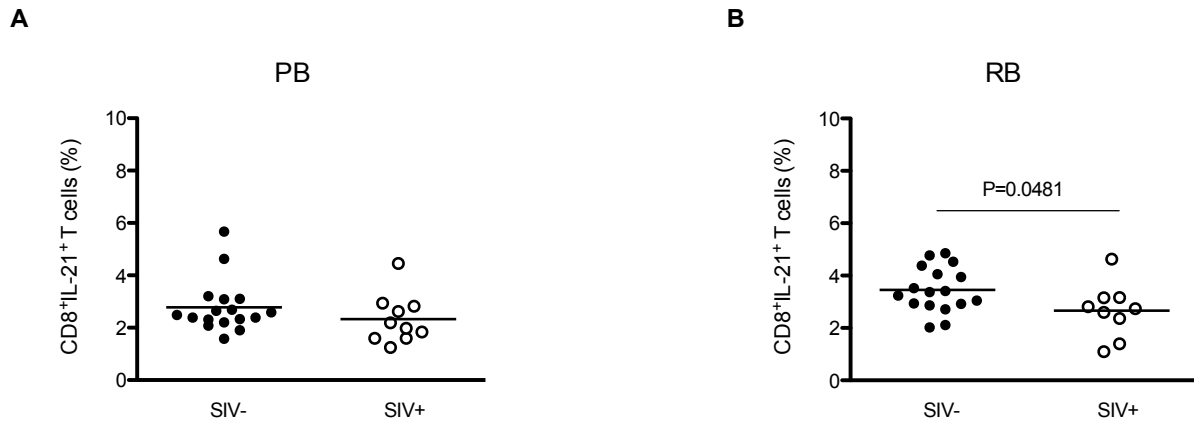 A
PB
CD8⁺IL-21⁺ T cells (%)
10
8
6
4
2
0
SIV-
SIV+
B
RB
CD8⁺IL-21⁺ T cells (%)
10
8
6
4
2
0
P=0.0481
SIV-
SIV+